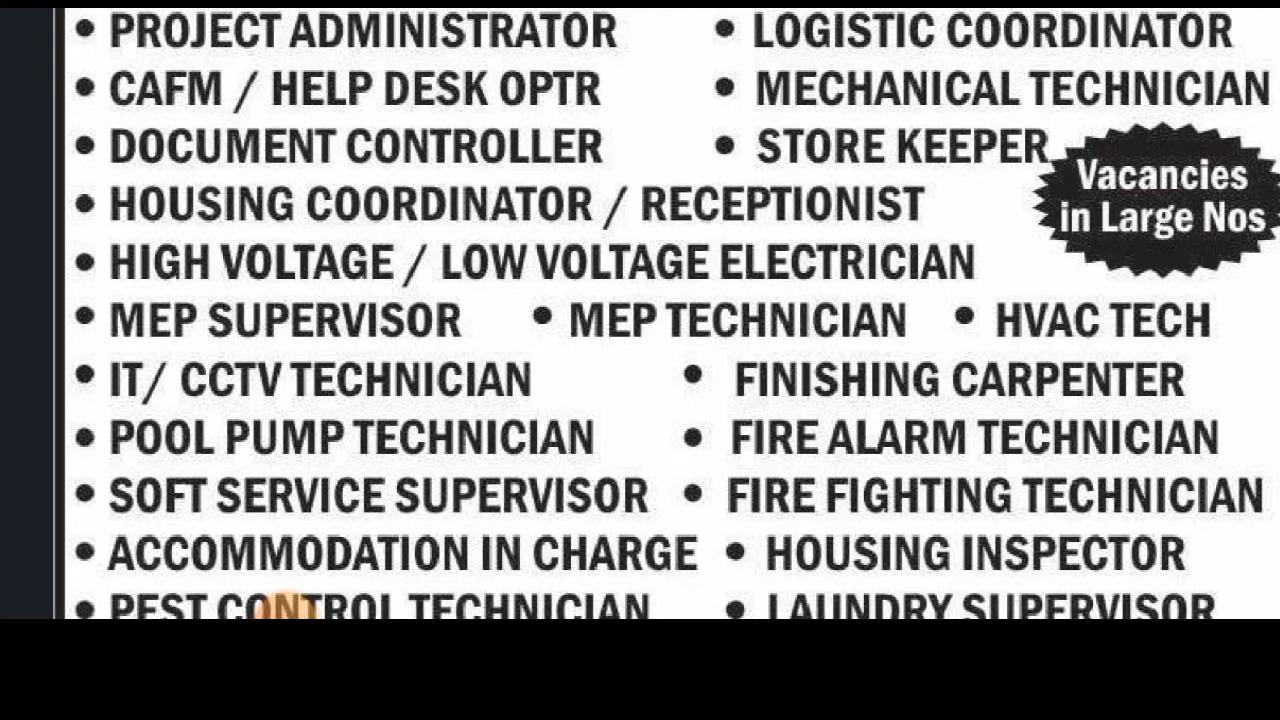 • PROJECT ADMINISTRATOR • LOGISTIC COORDINATOR
• CAFM / HELP DESK OPTR • MECHANICAL TECHNICIAN
• DOCUMENT CONTROLLER • STORE KEEPER
Vacancies
in Large Nos
• HOUSING COORDINATOR / RECEPTIONIST
• HIGH VOLTAGE / LOW VOLTAGE ELECTRICIAN
• MEP SUPERVISOR • MEP TECHNICIAN • HVAC TECH
• IT/ CCTV TECHNICIAN • FINISHING CARPENTER
• POOL PUMP TECHNICIAN • FIRE ALARM TECHNICIAN
• SOFT SERVICE SUPERVISOR • FIRE FIGHTING TECHNICIAN
• ACCOMMODATION IN CHARGE • HOUSING INSPECTOR
• PEST CONTROL TECHNICIAN • LAUNDRY SUPERVISOR